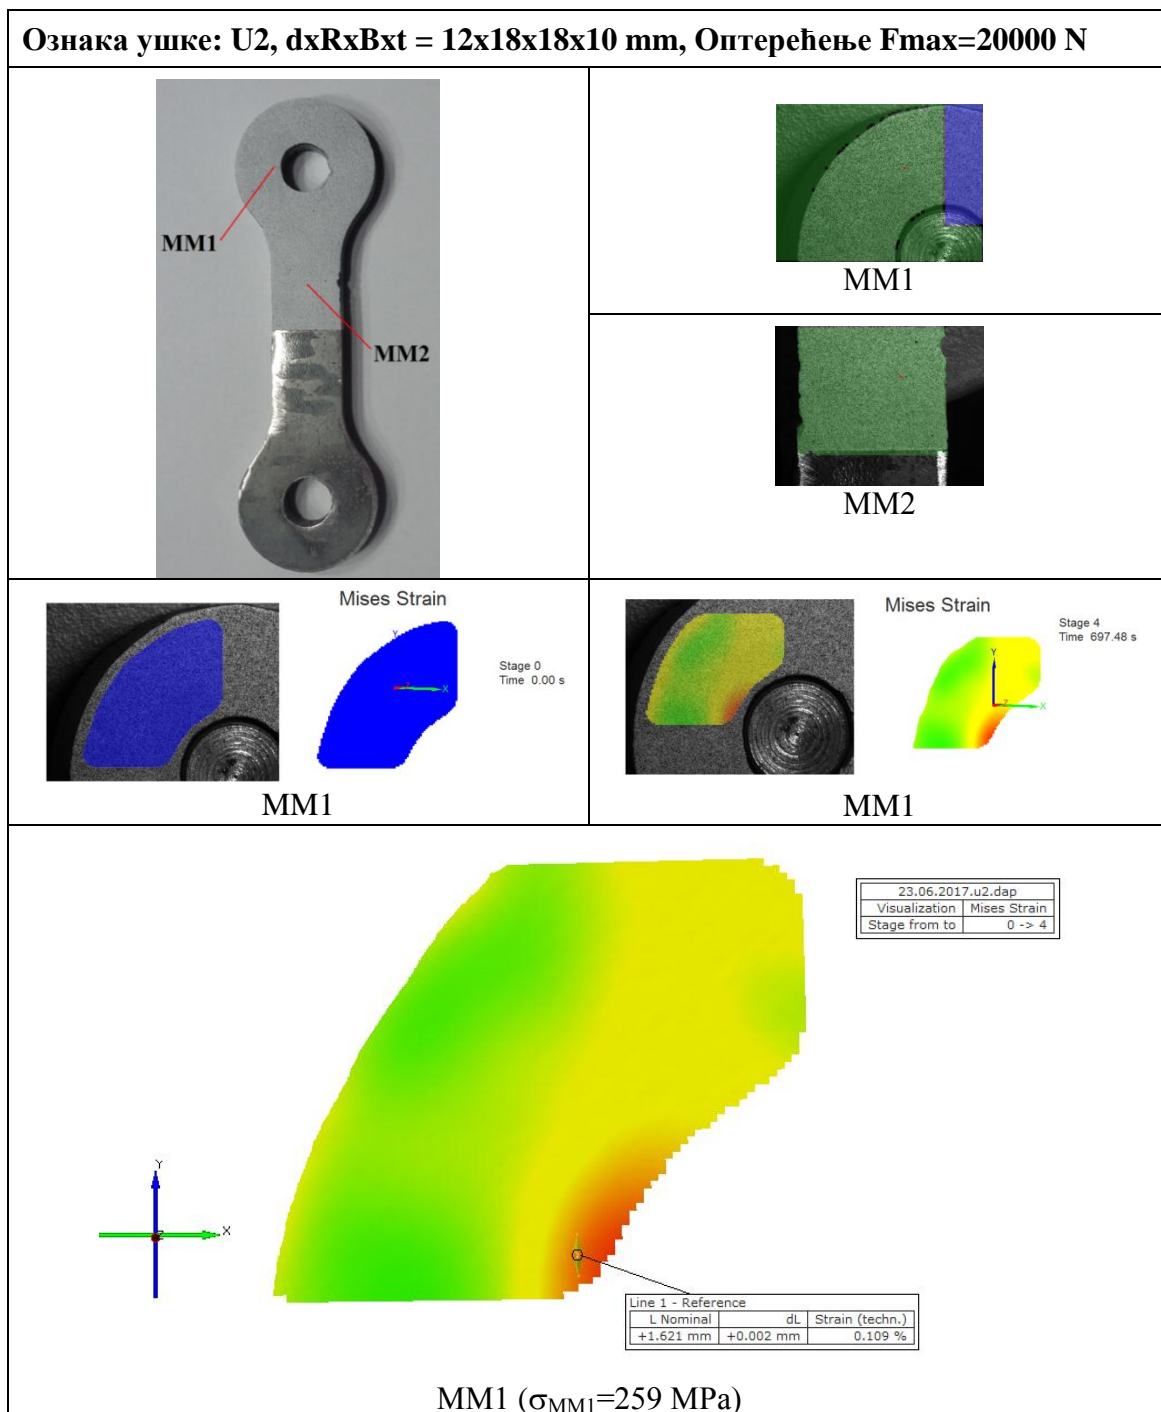 Ознака ушке: U2, dxRxBxt = 12x18x18x10 mm, Оптерећење Fmax=20000 N
MM1
MM2
MM1
MM2
Mises Strain
Y
Z
X
Stage 0
Time 0.00 s
MM1
Mises Strain
Y
Z
X
Stage 4
Time 697.48 s
MM1
23.06.2017.u2.dap
Visualization Mises Strain
Stage from to 0 -> 4
Y
X
Line 1 - Reference
L Nominal dL Strain (techn.)
+1.621 mm +0.002 mm 0.109 %
MM1 (σMM1=259 MPa)